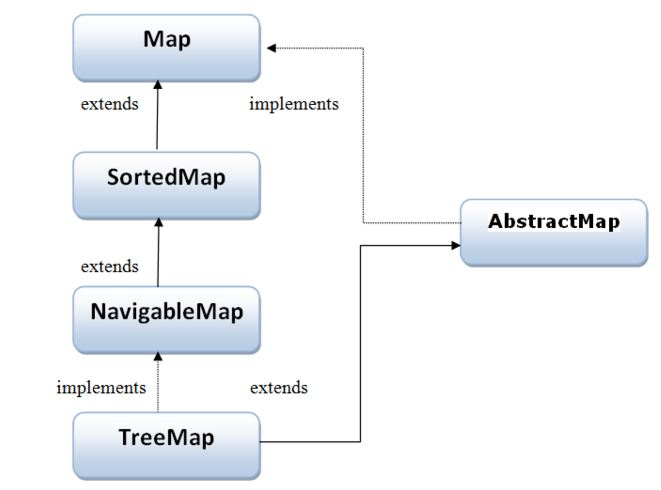 Map
extends
implements
SortedMap
AbstractMap
extends
NavigableMap
implements
extends
TreeMap